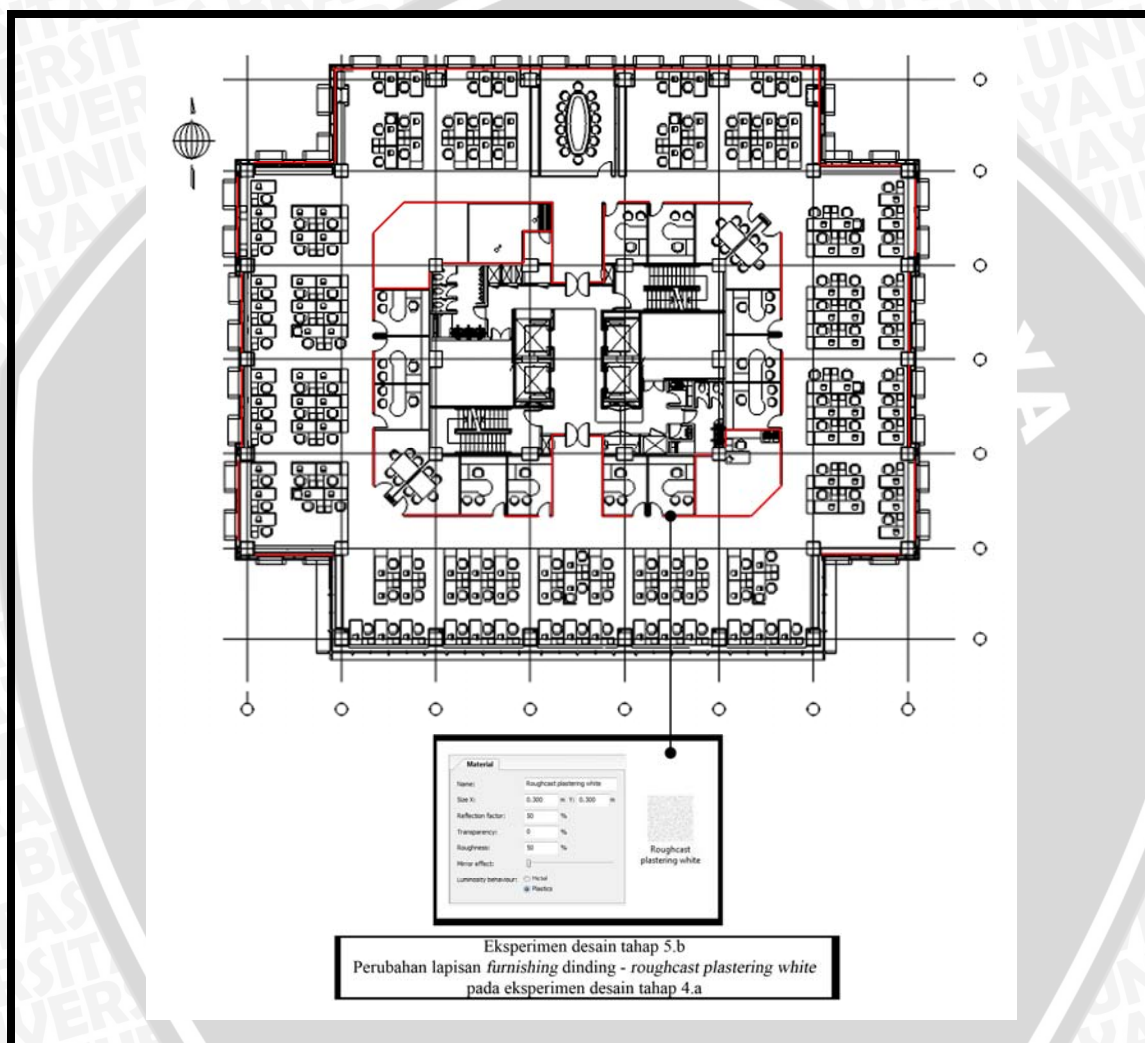 Material
Name: Roughcast plastering white
Size X: 0.300 m Y: 0.300 m
Reflection factor: 50 %
Transparency: 0 %
Roughness: 50 %
Mirror effect:
Luminosity behaviour: Metal
Plastics
Roughcast
plastering white
Eksperimen desain tahap 5.b
Perubahan lapisan furnishing dinding - roughcast plastering white
pada eksperimen desain tahap 4.a